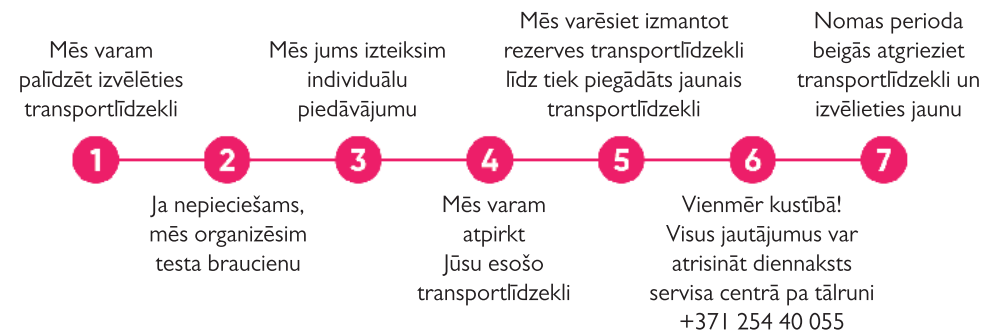 Mēs varam
palīdzēt izvēlēties
transportlīdzekli
1
Ja nepieciešams,
mēs organizēsim
testa braucienu
2
Mēs jums izteiksim
individuālu
piedāvājumu
3
Mēs varam
atpirkt
Jūsu esošo
transportlīdzekli
4
Mēs varēsiet izmantot
rezerves transportlīdzekli
līdz tiek piegādāts jaunais
transportlīdzekli
5
Vienmēr kustībā!
Visus jautājumus var
atrisināt diennaksts
servisa centrā pa tālruni
+371 254 40 055
6
Nomas perioda
beigās atgrieziet
transportlīdzekli un
izvēlieties jaunu
7